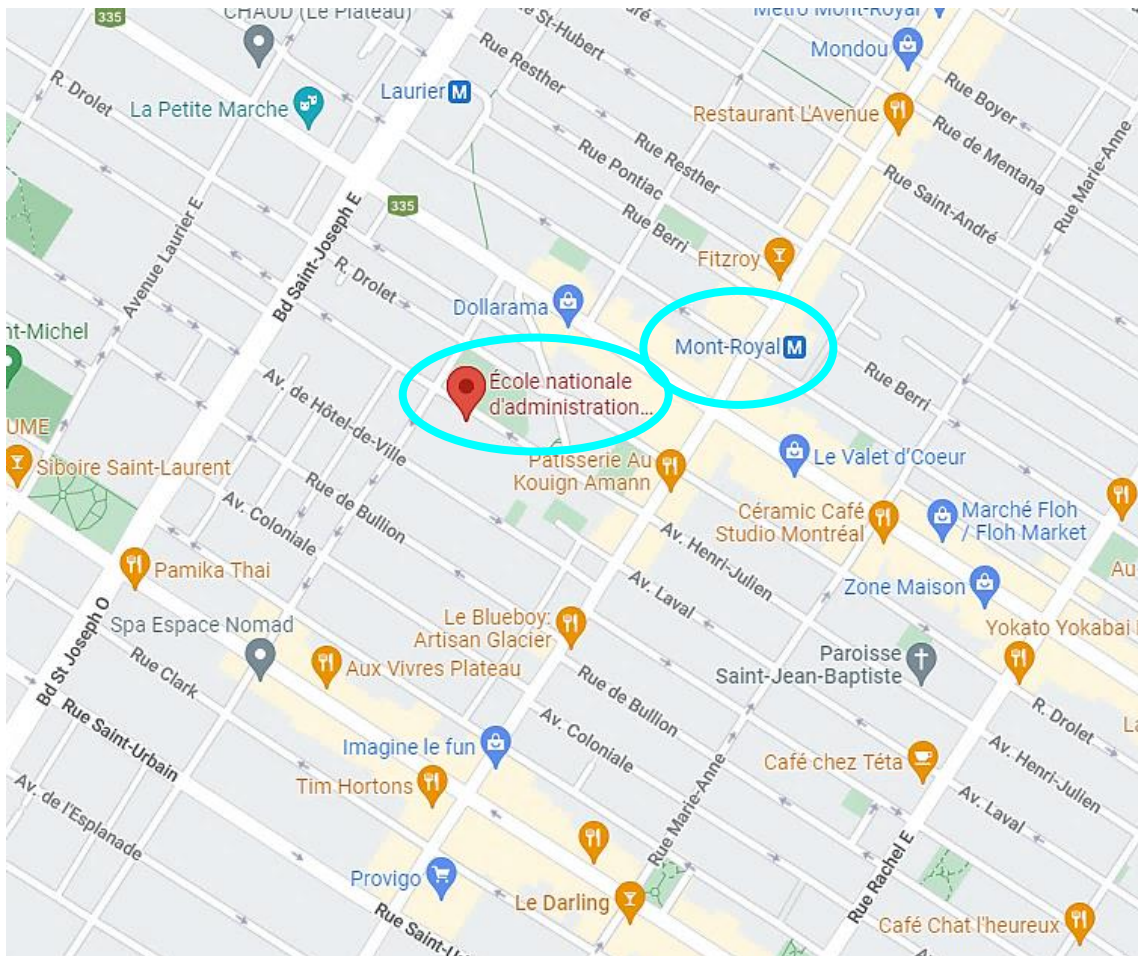 335
CHAUD (Le Plateau)
Rue St-Hubert
Métro Mont-Royal
Mondou
Rue Resther
R. Drolet
Laurier M
La Petite Marche
Restaurant L'Avenue
Rue Boyer
Rue de Mentana
Rue Marie-Anne
Rue Pontiac
Rue Resther
Rue Saint-André
335
Avenue Laurier E
Bd Saint-Joseph E
Rue Berri
Fitzroy
R. Drolet
Dollarama
Mont-Royal M
nt-Michel
École nationale
d'administration...
Rue Berri
Av. de Hôtel-de-Ville
UME
Siboire Saint-Laurent
Pâtisserie Au
Kouign Amann
Le Valet d'Coeur
Rue de Bullion
Av. Coloniale
Céramic Café
Studio Montréal
Marché Floh
/ Floh Market
Av. Henri-Julien
Pamika Thai
Av. Laval
Zone Maison
Au
Bd St Joseph O
Spa Espace Nomad
Le Blueboy:
Artisan Glacier
Yokato Yokabai
Rue Clark
Aux Vivres Plateau
Paroisse
Saint-Jean-Baptiste
Rue de Bullion
Rue Saint-Urbain
Av. Coloniale
R. Drolet
Imagine le fun
Av. Henri-Julien
Tim Hortons
Café chez Téta
Av. de l'Esplanade
Rue Marie-Anne
Av. Laval
Provigo
Le Darling
Rue Rachel E
Rue Saint-U
Café Chat l'heureux